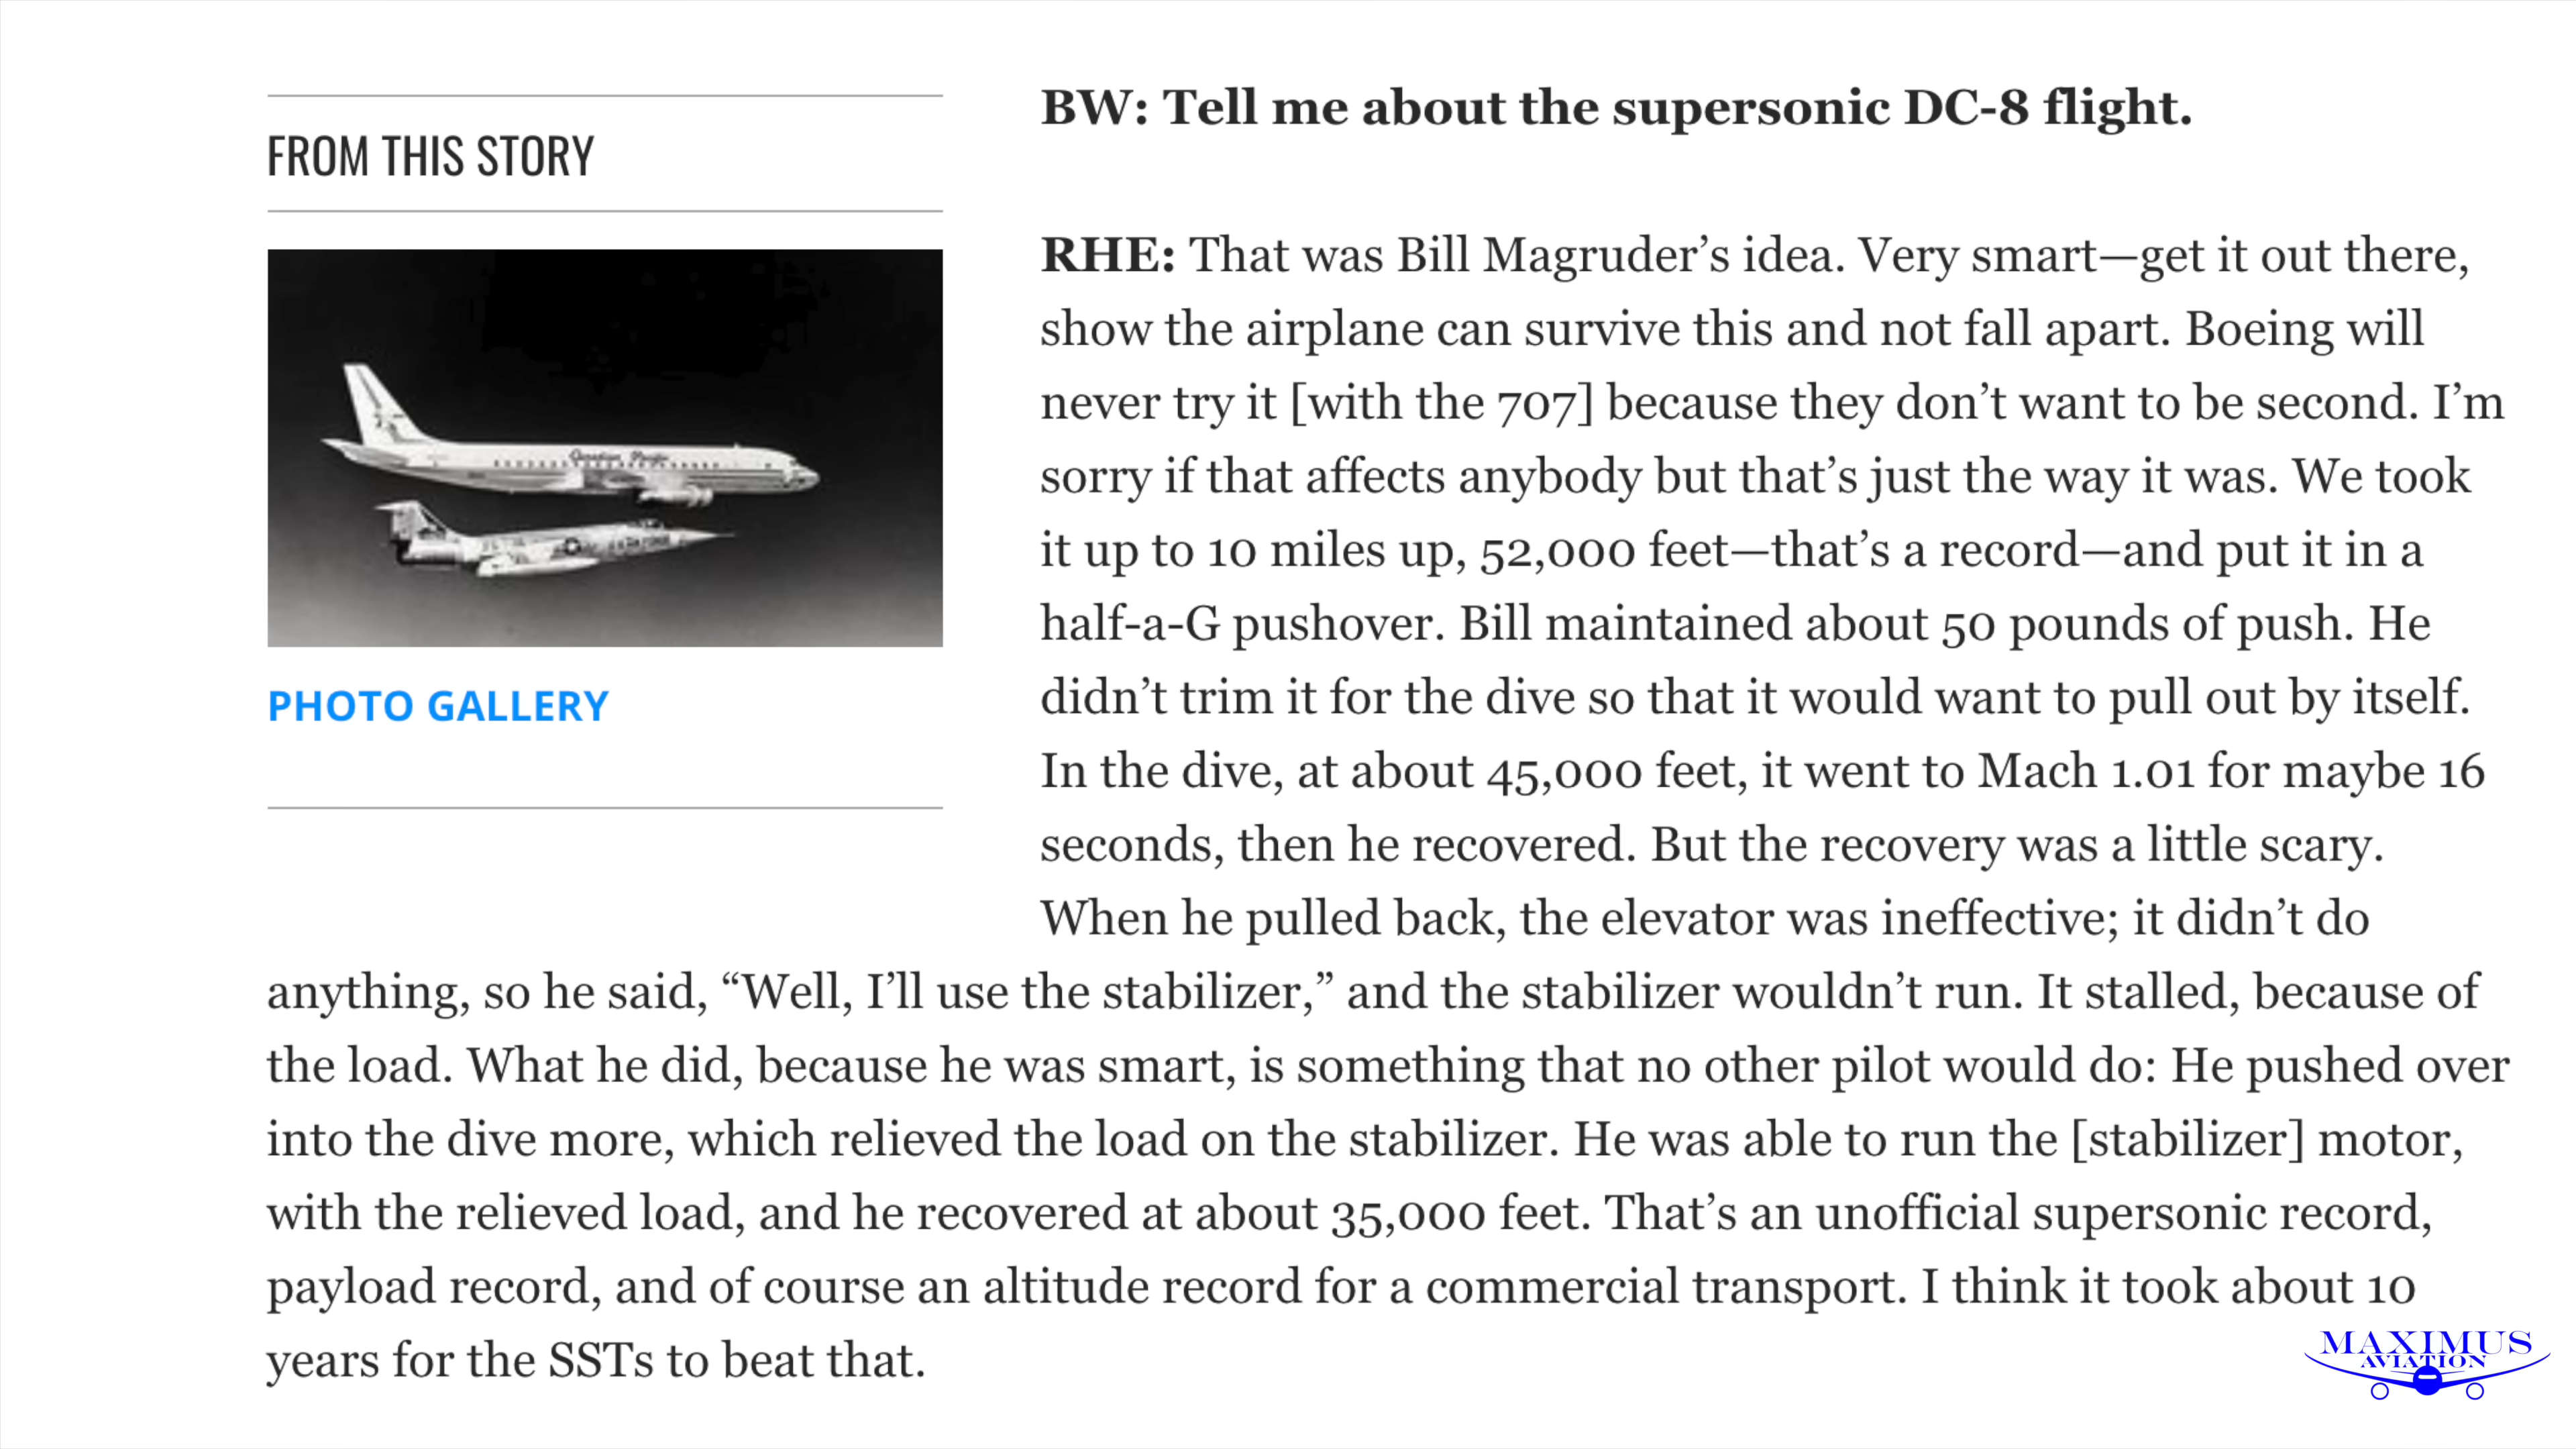 FROM THIS STORY
PHOTO GALLERY
BW: Tell me about the supersonic DC-8 flight.
RHE: That was Bill Magruder’s idea. Very smart—get it out there,
show the airplane can survive this and not fall apart. Boeing will
never try it [with the 707] because they don’t want to be second. I’m
sorry if that affects anybody but that’s just the way it was. We took
it up to 10 miles up, 52,000 feet—that’s a record—and put it in a
half-a-G pushover. Bill maintained about 50 pounds of push. He
didn’t trim it for the dive so that it would want to pull out by itself.
In the dive, at about 45,000 feet, it went to Mach 1.01 for maybe 16
seconds, then he recovered. But the recovery was a little scary.
When he pulled back, the elevator was ineffective; it didn’t do
anything, so he said, “Well, I’ll use the stabilizer,” and the stabilizer wouldn’t run. It stalled, because of
the load. What he did, because he was smart, is something that no other pilot would do: He pushed over
into the dive more, which relieved the load on the stabilizer. He was able to run the [stabilizer] motor,
with the relieved load, and he recovered at about 35,000 feet. That’s an unofficial supersonic record,
payload record, and of course an altitude record for a commercial transport. I think it took about 10
years for the SSTs to beat that.
MAXIMUS
AVIATION